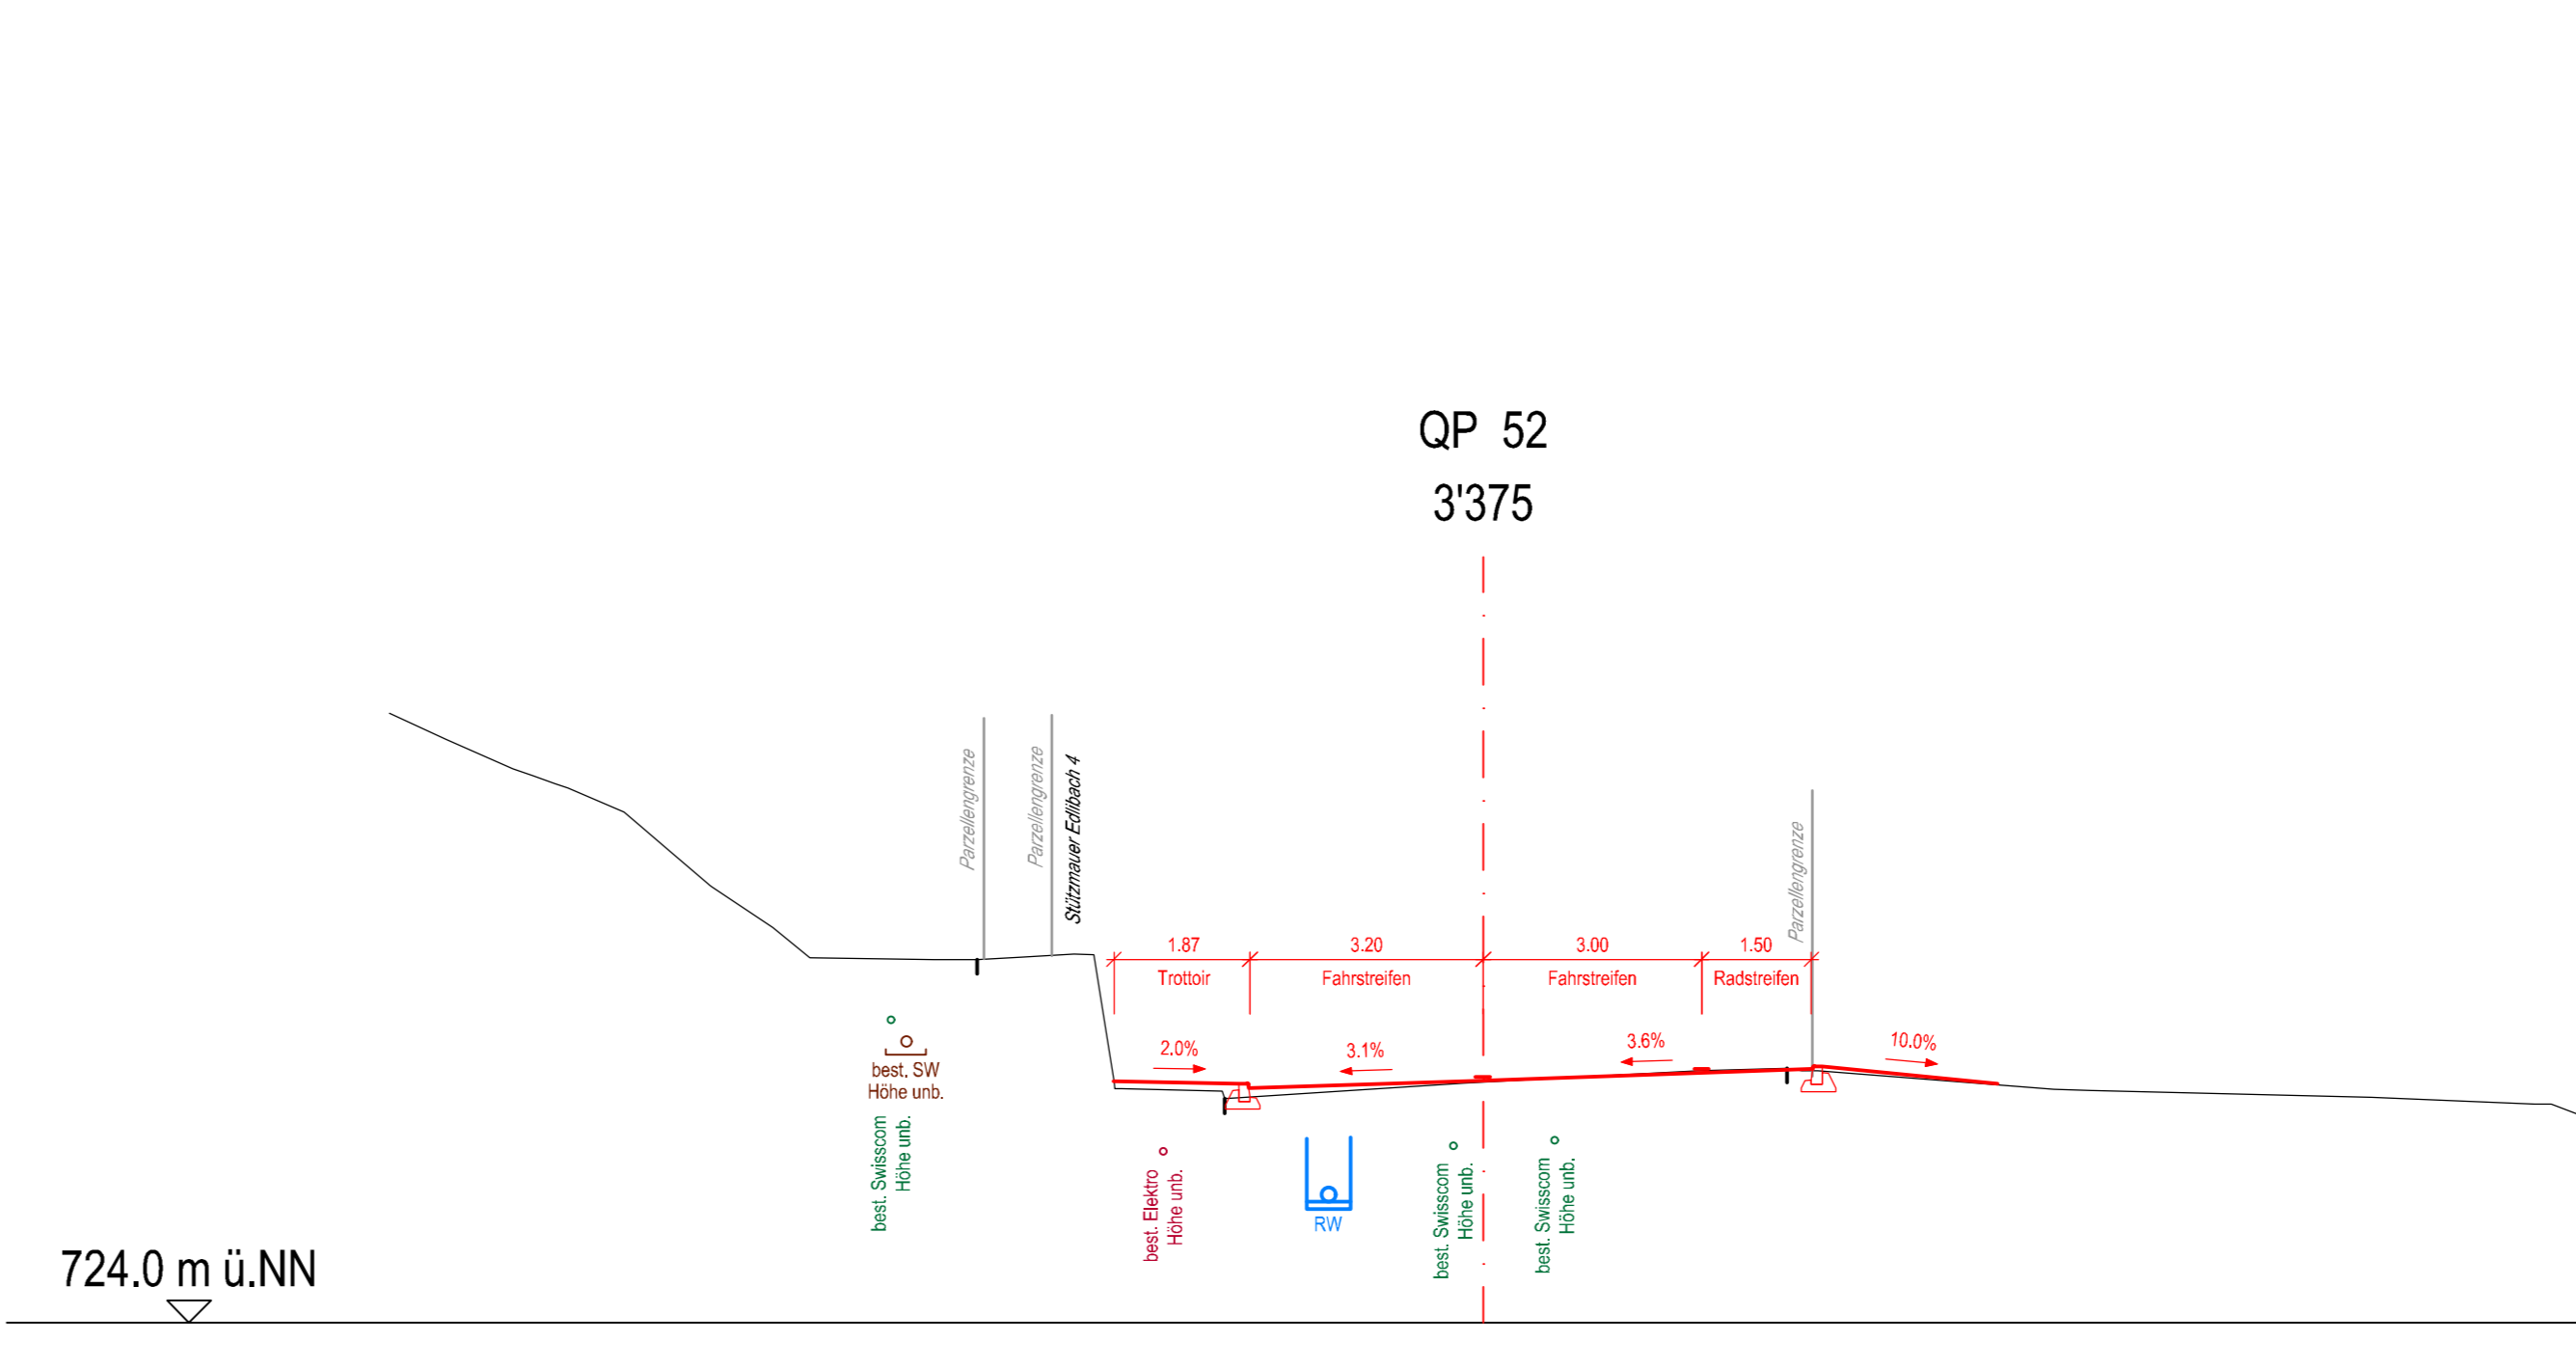 QP 52
3'375
Parzellengrenze
Parzellengrenze
Stützmauer Edlibach 4
Parzellengrenze
1.87
3.20
3.00
1.50
Trottoir
Fahrstreifen
Fahrstreifen
Radstreifen
2.0%
3.1%
3.6%
10.0%
best. SW
Höhe unb.
best. Swisscom
Höhe unb.
best. Elektro
Höhe unb.
RW
best. Swisscom
Höhe unb.
best. Swisscom
Höhe unb.
724.0 m ü.NN